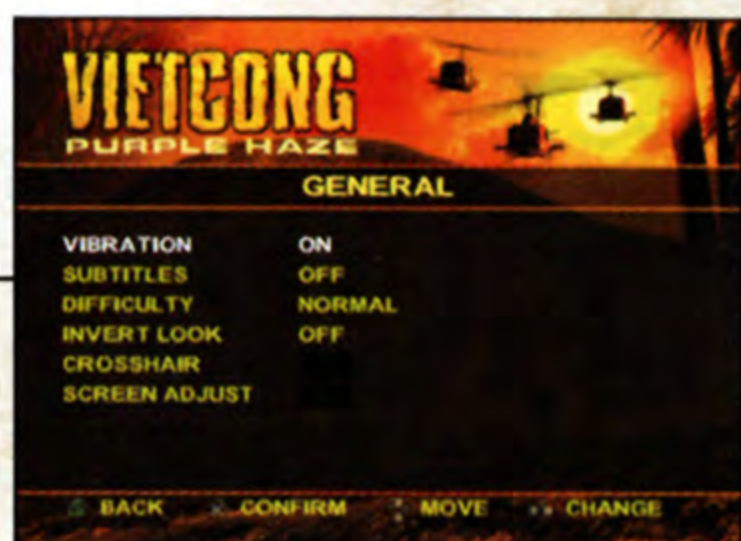 VIETCONG
PURPLE HAZE
GENERAL
VIBRATION ON
SUBTITLES OFF
DIFFICULTY NORMAL
INVERT LOOK OFF
CROSSHAIR
SCREEN ADJUST
BACK CONFIRM MOVE CHANGE